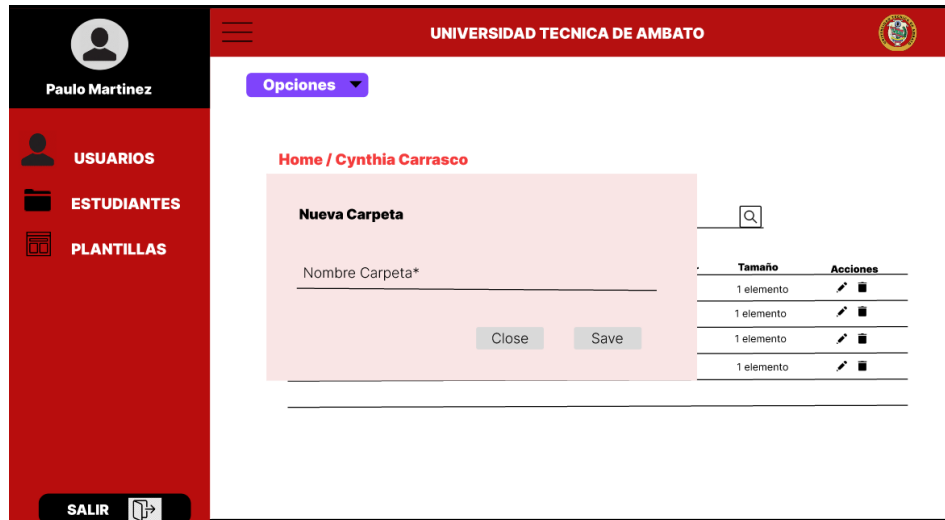 UNIVERSIDAD TECNICA DE AMBATO
Paulo Martinez
Opciones
USUARIOS
ESTUDIANTES
PLANTILLAS
Home / Cynthia Carrasco
Nueva Carpeta
Nombre Carpeta*
Close Save
Tamaño Acciones
1 elemento
1 elemento
1 elemento
1 elemento
SALIR